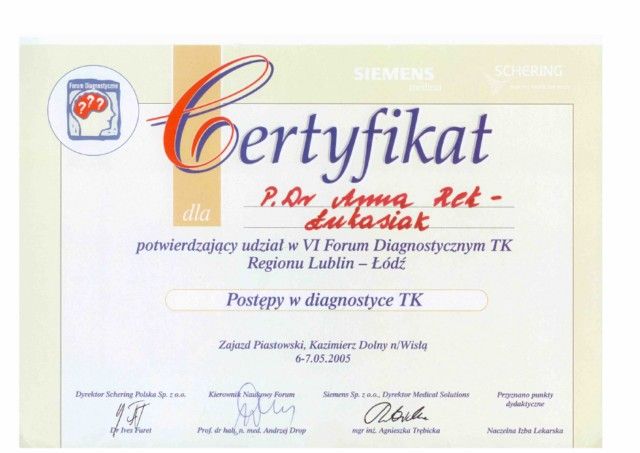 Forum Diagnostyczne
???
SIEMENS
medical
SCHERING
Certyfikat
dla
P. Dr Anna Rek -
Łukasiak
potwierdzający udział w VI Forum Diagnostycznym TK
Regionu Lublin – Łódź
Postępy w diagnostyce TK
Zajazd Piastowski, Kazimierz Dolny n/Wisłą
6-7.05.2005
Dyrektor Schering Polska Sp. z o.o.
Dr Ives Furet
Kierownik Naukowy Forum
Prof. dr hab. n. med. Andrzej Drop
Siemens Sp. z o.o., Dyrektor Medical Solutions
mgr inż. Agnieszka Trębicka
Przyznano punkty
dydaktyczne
Naczelna Izba Lekarska